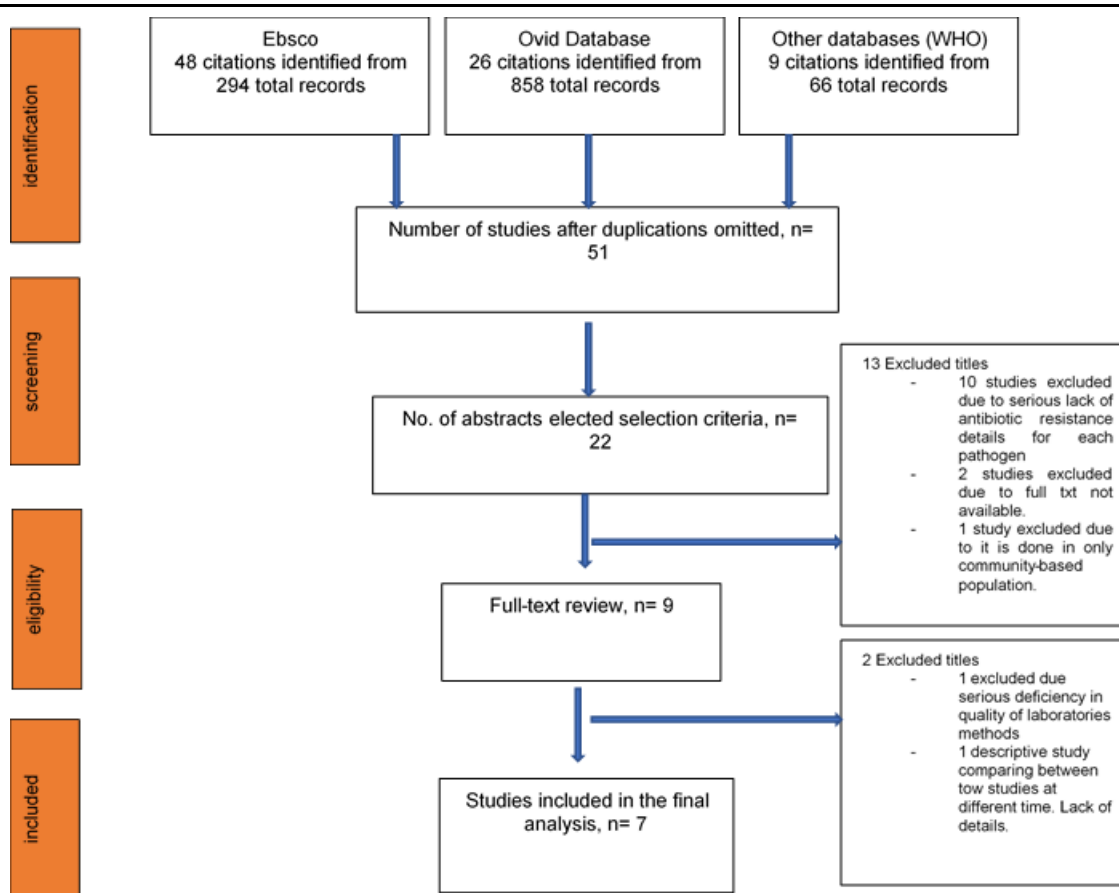 identification
Ebsco
48 citations identified from
294 total records
Ovid Database
26 citations identified from
858 total records
Other databases (WHO)
9 citations identified from
66 total records
Number of studies after duplications omitted, n=
51
screening
No. of abstracts elected selection criteria, n=
22
13 Excluded titles
- 10 studies excluded
due to serious lack of
antibiotic resistance
details for each
pathogen
- 2 studies excluded
due to full txt not
available.
- 1 study excluded due
to it is done in only
community-based
population.
eligibility
Full-text review, n= 9
2 Excluded titles
- 1 excluded due
serious deficiency in
quality of laboratories
methods
- 1 descriptive study
comparing between
tow studies at
different time. Lack of
details.
included
Studies included in the final
analysis, n= 7